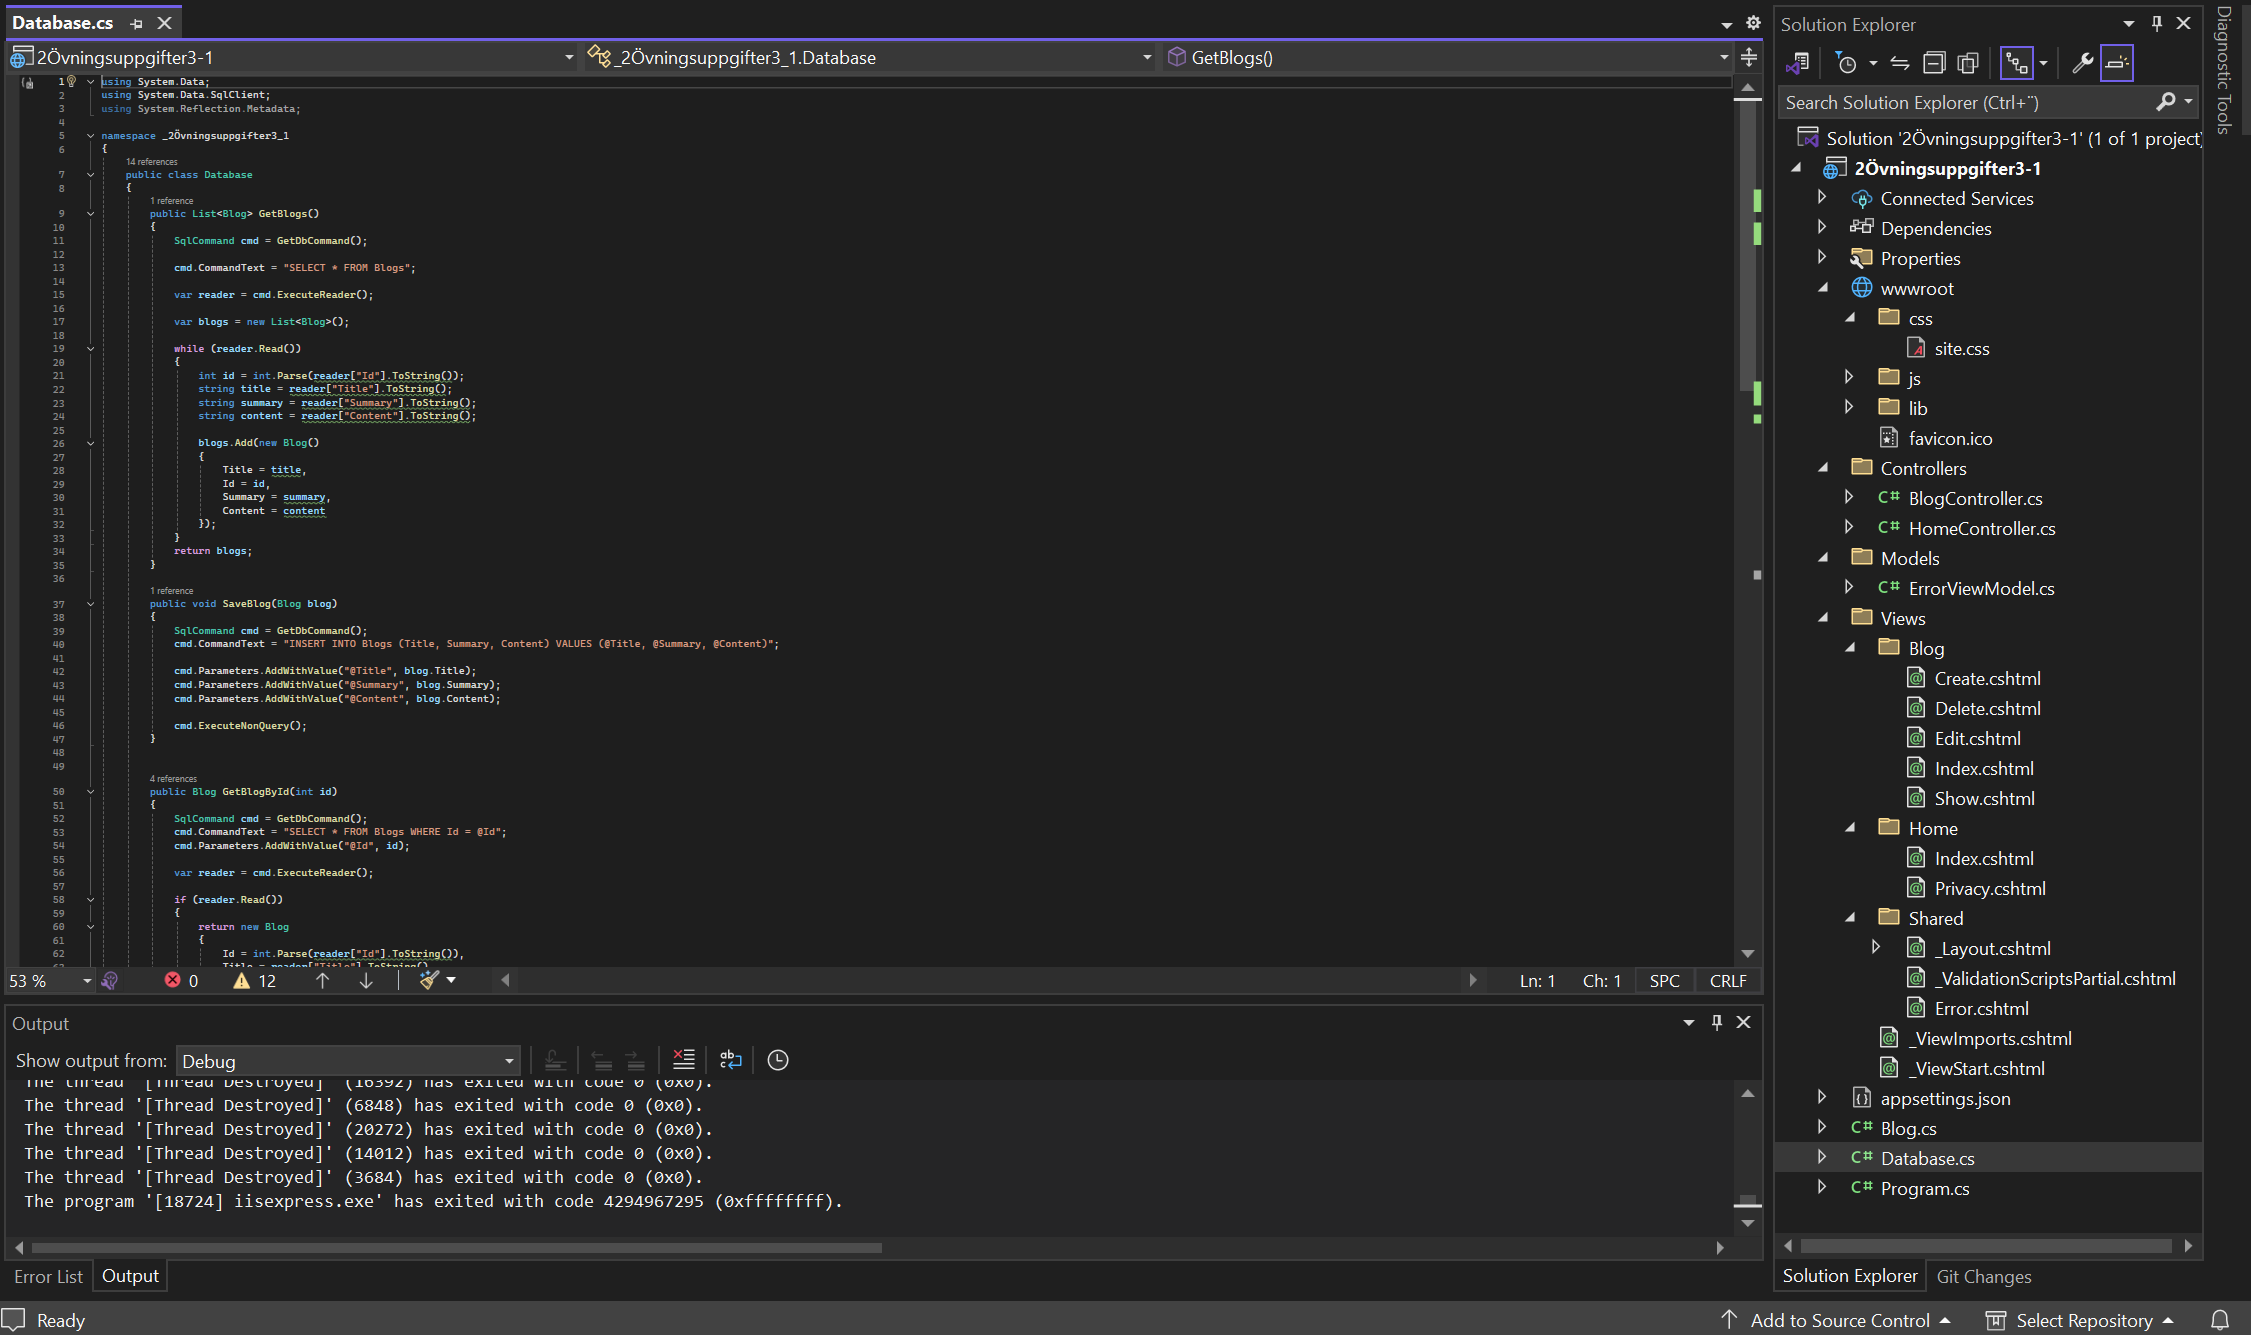 Database.cs
2Övningsuppgifter3-1
_2Övningsuppgifter3_1.Database
GetBlogs()
1 using System.Data;
2 using System.Data.SqlClient;
3 using System.Reflection.Metadata;
4
5 namespace _2Övningsuppgifter3_1
6 {
14 references
7 public class Database
8 {
1 reference
9 public List<Blog> GetBlogs()
10 {
11 SqlCommand cmd = GetDbCommand();
12
13 cmd.CommandText = "SELECT * FROM Blogs";
14
15 var reader = cmd.ExecuteReader();
16
17 var blogs = new List<Blog>();
18
19 while (reader.Read())
20 {
21 int id = int.Parse(reader["Id"].ToString());
22 string title = reader["Title"].ToString();
23 string summary = reader["Summary"].ToString();
24 string content = reader["Content"].ToString();
25
26 blogs.Add(new Blog()
27 {
28 Title = title,
29 Id = id,
30 Summary = summary,
31 Content = content
32 });
33 }
34 return blogs;
35 }
36
1 reference
37 public void SaveBlog(Blog blog)
38 {
39 SqlCommand cmd = GetDbCommand();
40 cmd.CommandText = "INSERT INTO Blogs (Title, Summary, Content) VALUES (@Title, @Summary, @Content)";
41
42 cmd.Parameters.AddWithValue("@Title", blog.Title);
43 cmd.Parameters.AddWithValue("@Summary", blog.Summary);
44 cmd.Parameters.AddWithValue("@Content", blog.Content);
45
46 cmd.ExecuteNonQuery();
47 }
48
49
4 references
50 public Blog GetBlogById(int id)
51 {
52 SqlCommand cmd = GetDbCommand();
53 cmd.CommandText = "SELECT * FROM Blogs WHERE Id = @Id";
54 cmd.Parameters.AddWithValue("@Id", id);
55
56 var reader = cmd.ExecuteReader();
57
58 if (reader.Read())
59 {
60 return new Blog
61 {
62 Id = int.Parse(reader["Id"].ToString()),
63 Title = reader["Title"].ToString()
53 % 0 12 Ln: 1 Ch: 1 SPC CRLF
Output
Show output from: Debug
The thread '[Thread Destroyed]' (16392) has exited with code 0 (0x0).
The thread '[Thread Destroyed]' (6848) has exited with code 0 (0x0).
The thread '[Thread Destroyed]' (20272) has exited with code 0 (0x0).
The thread '[Thread Destroyed]' (14012) has exited with code 0 (0x0).
The thread '[Thread Destroyed]' (3684) has exited with code 0 (0x0).
The program '[18724] iisexpress.exe' has exited with code 4294967295 (0xffffffff).
Error List Output
Solution Explorer
Search Solution Explorer (Ctrl+¨)
Solution '2Övningsuppgifter3-1' (1 of 1 project)
2Övningsuppgifter3-1
Connected Services
Dependencies
Properties
wwwroot
css
site.css
js
lib
favicon.ico
Controllers
C# BlogController.cs
C# HomeController.cs
Models
C# ErrorViewModel.cs
Views
Blog
Create.cshtml
Delete.cshtml
Edit.cshtml
Index.cshtml
Show.cshtml
Home
Index.cshtml
Privacy.cshtml
Shared
_Layout.cshtml
_ValidationScriptsPartial.cshtml
Error.cshtml
_ViewImports.cshtml
_ViewStart.cshtml
appsettings.json
C# Blog.cs
C# Database.cs
C# Program.cs
Solution Explorer Git Changes
Diagnostic Tools
Ready
Add to Source Control
Select Repository